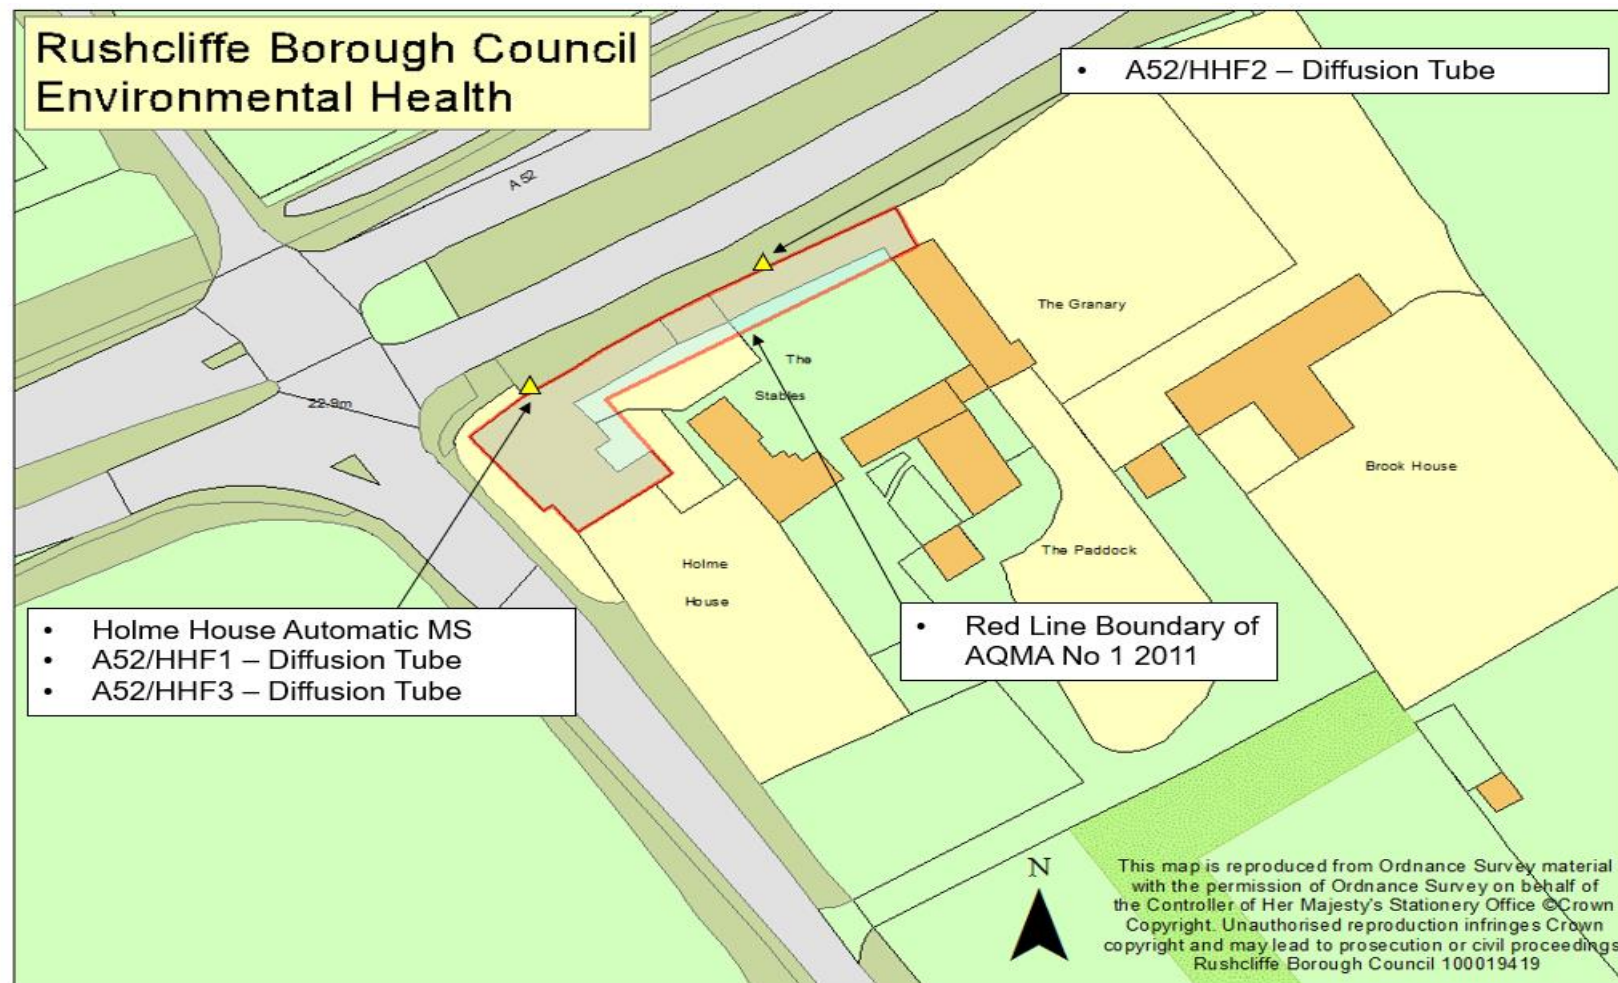 Rushcliffe Borough Council
Environmental Health
• A52/HHF2 – Diffusion Tube
A 52
The Granary
The
Stables
22·9m
Brook House
The Paddock
Holme
House
• Holme House Automatic MS
• A52/HHF1 – Diffusion Tube
• A52/HHF3 – Diffusion Tube
• Red Line Boundary of
AQMA No 1 2011
N
This map is reproduced from Ordnance Survey material
with the permission of Ordnance Survey on behalf of
the Controller of Her Majesty's Stationery Office ©Crown
Copyright. Unauthorised reproduction infringes Crown
copyright and may lead to prosecution or civil proceedings
Rushcliffe Borough Council 100019419